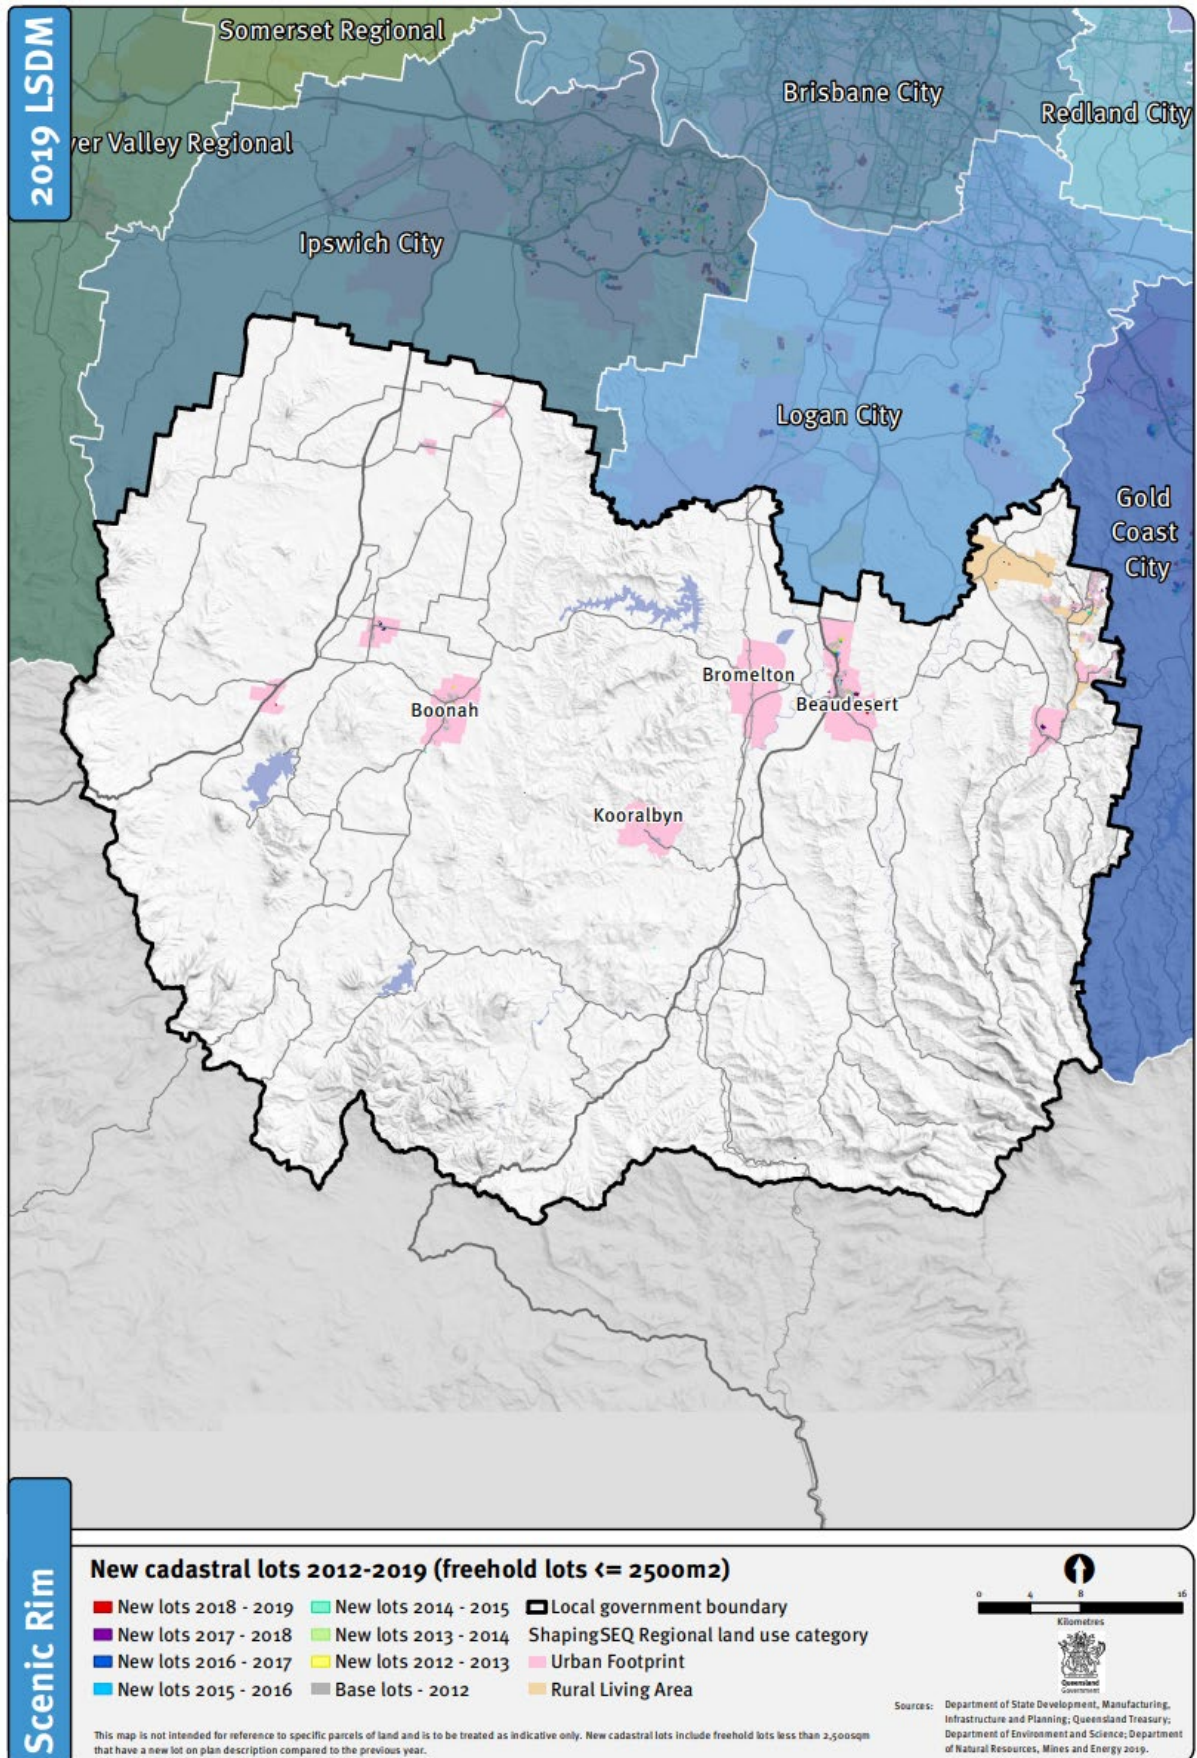 2019 LSDM
Somerset Regional
Brisbane City
Redland City
yer Valley Regional
Ipswich City
Logan City
Gold
Coast
City
Bromelton
Beaudesert
Boonah
Kooralbyn
Scenic Rim
New cadastral lots 2012-2019 (freehold lots <= 2500m2)
New lots 2018 - 2019
New lots 2014 - 2015
Local government boundary
New lots 2017 - 2018
New lots 2013 - 2014
ShapingSEQ Regional land use category
New lots 2016 - 2017
New lots 2012 - 2013
Urban Footprint
New lots 2015 - 2016
Base lots - 2012
Rural Living Area
0 4 8 16
Kilometres
Queensland
Government
Sources: Department of State Development, Manufacturing,
Infrastructure and Planning; Queensland Treasury;
Department of Environment and Science; Department
of Natural Resources, Mines and Energy 2019.
This map is not intended for reference to specific parcels of land and is to be treated as indicative only. New cadastral lots include freehold lots less than 2,500sqm
that have a new lot on plan description compared to the previous year.